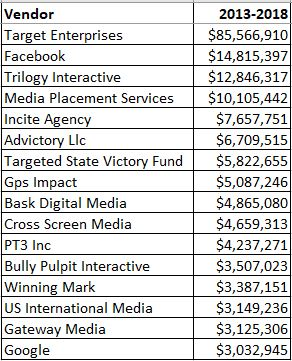 Vendor 2013-2018
Target Enterprises $85,566,910
Facebook $14,815,397
Trilogy Interactive $12,846,317
Media Placement Services $10,105,442
Incite Agency $7,657,751
Advictory Llc $6,709,515
Targeted State Victory Fund $5,822,655
Gps Impact $5,087,246
Bask Digital Media $4,865,080
Cross Screen Media $4,659,313
PT3 Inc $4,237,271
Bully Pulpit Interactive $3,507,023
Winning Mark $3,387,151
US International Media $3,149,236
Gateway Media $3,125,306
Google $3,032,945